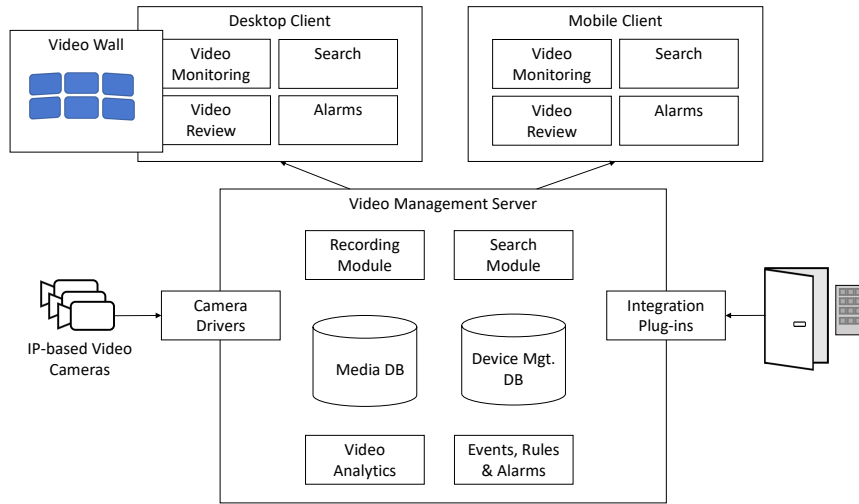 Desktop Client
Mobile Client
Video Wall
Video
Monitoring
Search
Video
Review
Alarms
Video
Monitoring
Search
Video
Review
Alarms
Video Management Server
Recording
Module
Search
Module
Camera
Drivers
Integration
Plug-ins
IP-based Video
Cameras
Media DB
Device Mgt.
DB
Video
Analytics
Events, Rules
& Alarms